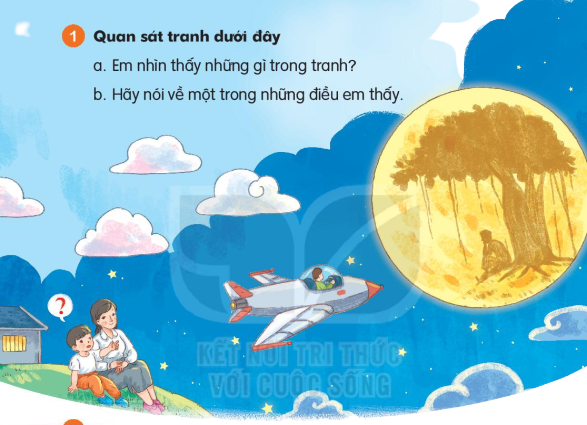 1 Quan sát tranh dưới đây
a. Em nhìn thấy những gì trong tranh?
b. Hãy nói về một trong những điều em thấy.
?
KẾT NỐI TRI THỨC
VỚI CUỘC SỐNG